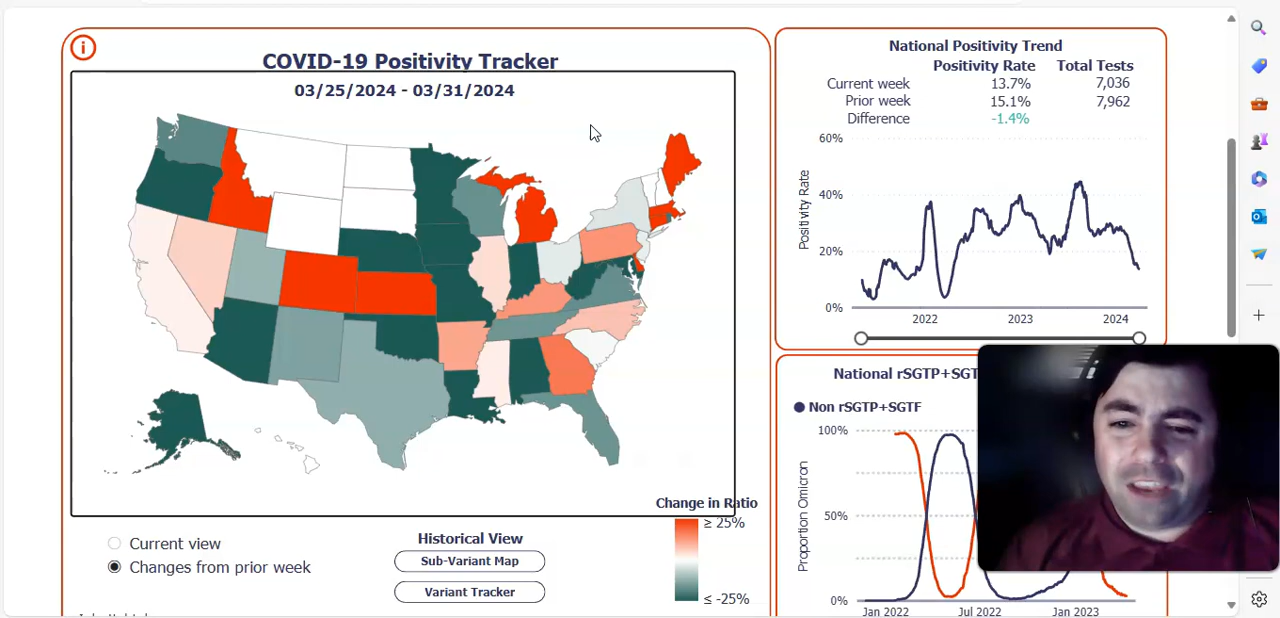 COVID-19 Positivity Tracker
03/25/2024 - 03/31/2024
Change in Ratio
≥ 25%
≤ -25%
Current view
Changes from prior week
Historical View
Sub-Variant Map
Variant Tracker
National Positivity Trend
Positivity Rate Total Tests
Current week 13.7% 7,036
Prior week 15.1% 7,962
Difference -1.4%
Positivity Rate
60%
40%
20%
0%
2022 2023 2024
National rSGTP+SGT
Non rSGTP+SGTF
Proportion Omicron
100%
50%
0%
Jan 2022 Jul 2022 Jan 2023